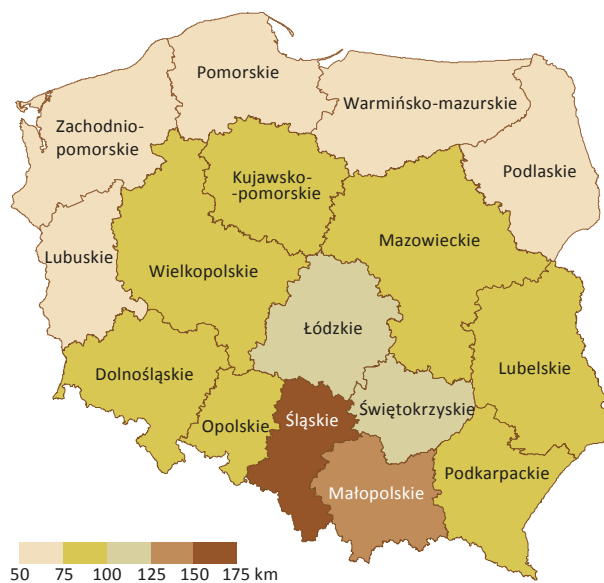 Pomorskie
Warmińsko-mazurskie
Zachodnio-
pomorskie
Kujawsko-
-pomorskie
Podlaskie
Mazowieckie
Lubuskie
Wielkopolskie
Łódzkie
Lubelskie
Dolnośląskie
Opolskie
Śląskie
Świętokrzyskie
Podkarpackie
Małopolskie
50 75 100 125 150 175 km